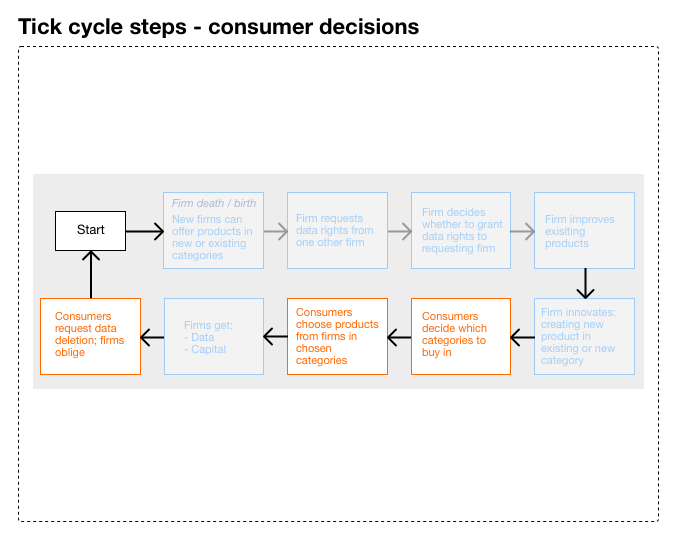 Tick cycle steps - consumer decisions
Start
Firm death / birth
New firms can
offer products in
new or existing
categories
Firm requests
data rights from
one other firm
Firm decides
whether to grant
data rights to
requesting firm
Firm improves
exisiting
products
Consumers
request data
deletion; firms
oblige
Firms get:
- Data
- Capital
Consumers
choose products
from firms in
chosen
categories
Consumers
decide which
categories to
buy in
Firm innovates:
creating new
product in
existing or new
category